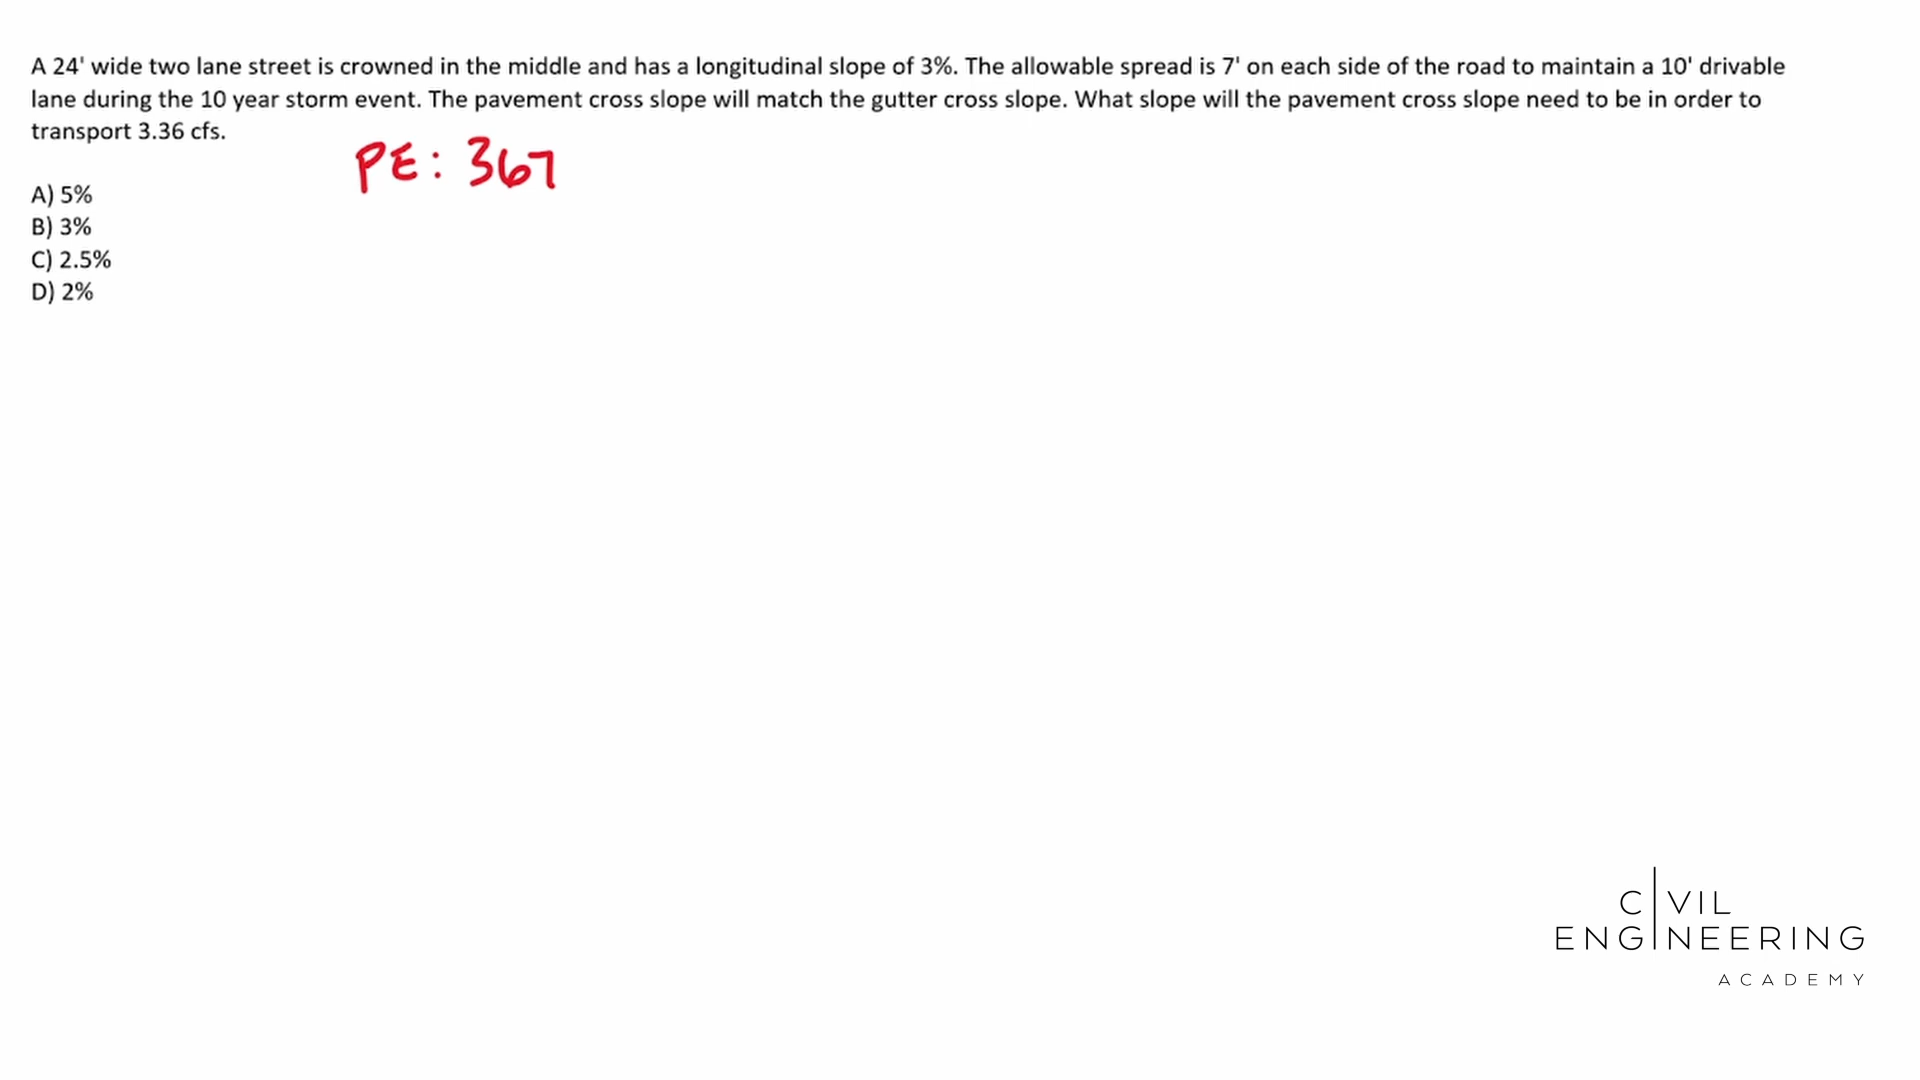 A 24' wide two lane street is crowned in the middle and has a longitudinal slope of 3%. The allowable spread is 7' on each side of the road to maintain a 10' drivable
lane during the 10 year storm event. The pavement cross slope will match the gutter cross slope. What slope will the pavement cross slope need to be in order to
transport 3.36 cfs.
PE: 367
A) 5%
B) 3%
C) 2.5%
D) 2%
CIVIL
ENGINEERING
ACADEMY